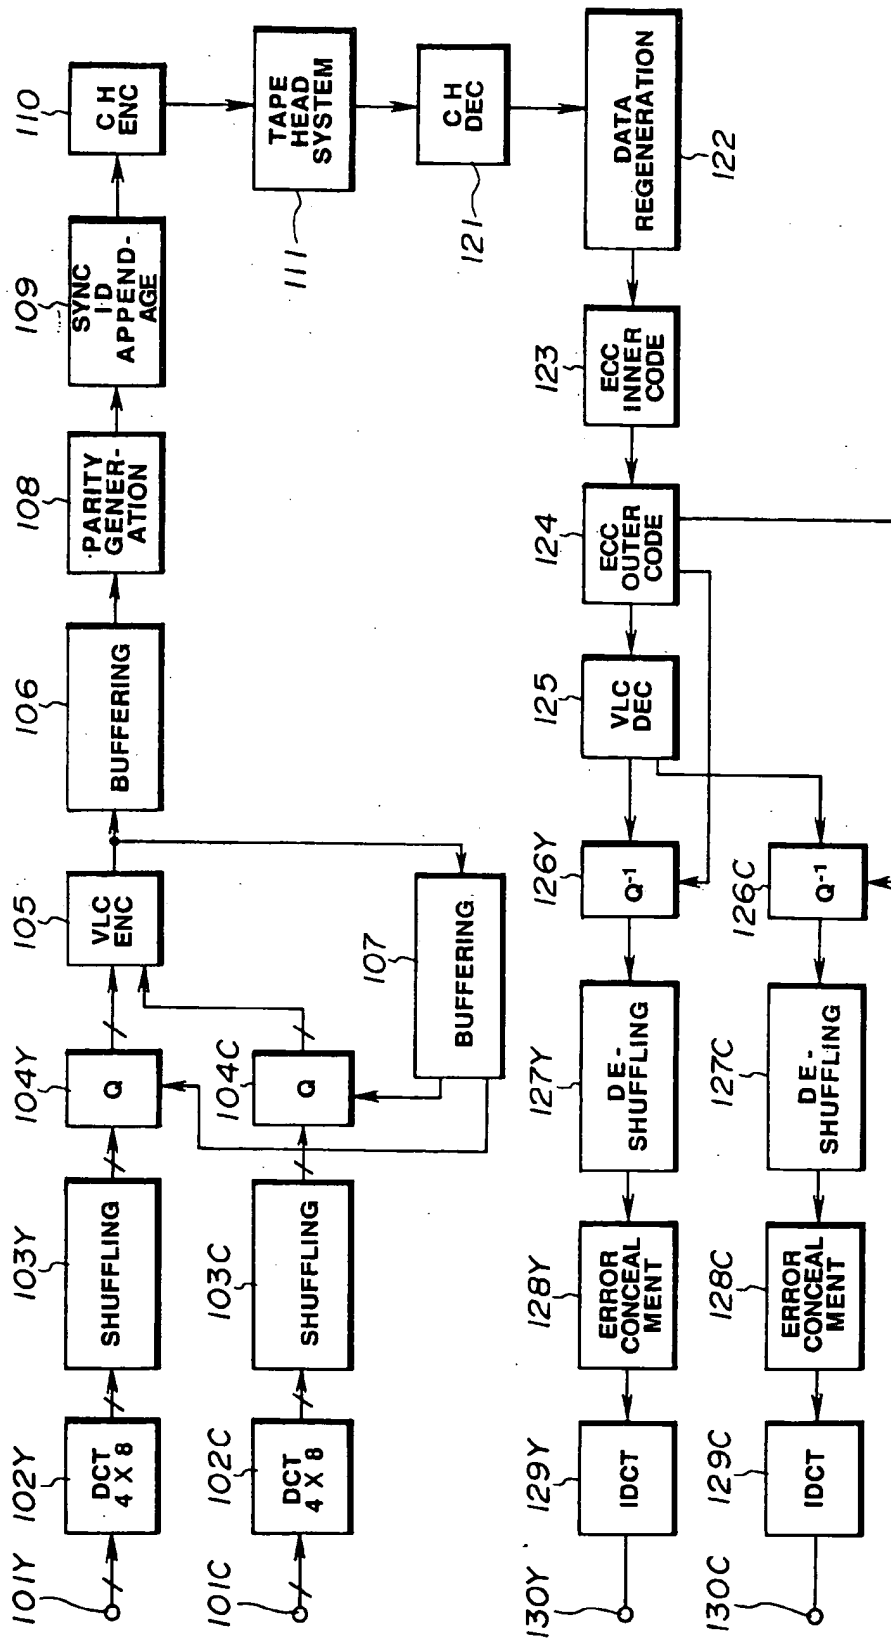 101Y
102Y
DCT
4 X 8
103Y
SHUFFLING
104Y
Q
105
VLC
ENC
106
BUFFERING
108
PARITY
GENER-
ATION
109
SYNC
ID
APPEND-
AGE
110
C H
ENC
101C
102C
DCT
4 X 8
103C
SHUFFLING
104C
Q
107
BUFFERING
111
TAPE
HEAD
SYSTEM
121
C H
DEC
130Y
129Y
IDCT
128Y
ERROR
CONCEAL
MENT
127Y
DE-
SHUFFLING
126Y
Q-1
125
VLC
DEC
124
ECC
OUTER
CODE
123
ECC
INNER
CODE
122
DATA
REGENERATION
130C
129C
IDCT
128C
ERROR
CONCEAL
MENT
127C
DE-
SHUFFLING
126C
Q-1